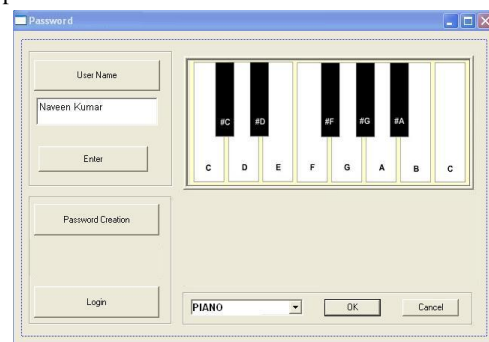 Password
User Name
Naveen Kumar
Enter
Password Creation
Login
#C #D #F #G #A
C D E F G A B C
PIANO OK Cancel